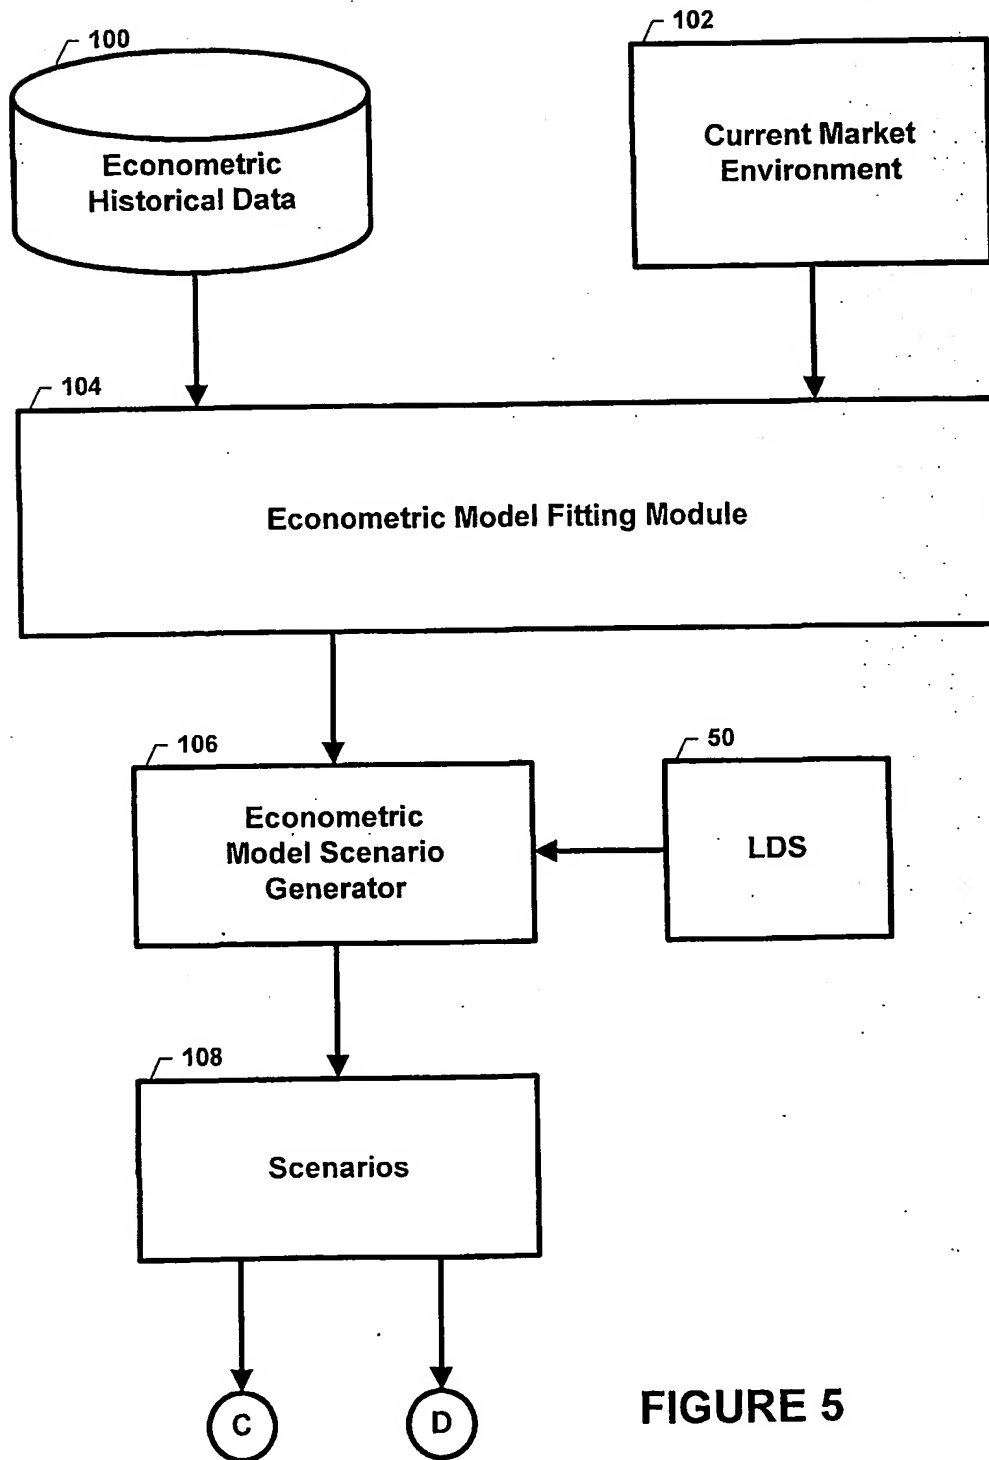 100
102
Econometric
Historical Data
Current Market
Environment
104
Econometric Model Fitting Module
106
50
Econometric
Model Scenario
Generator
LDS
108
Scenarios
C
D
FIGURE 5